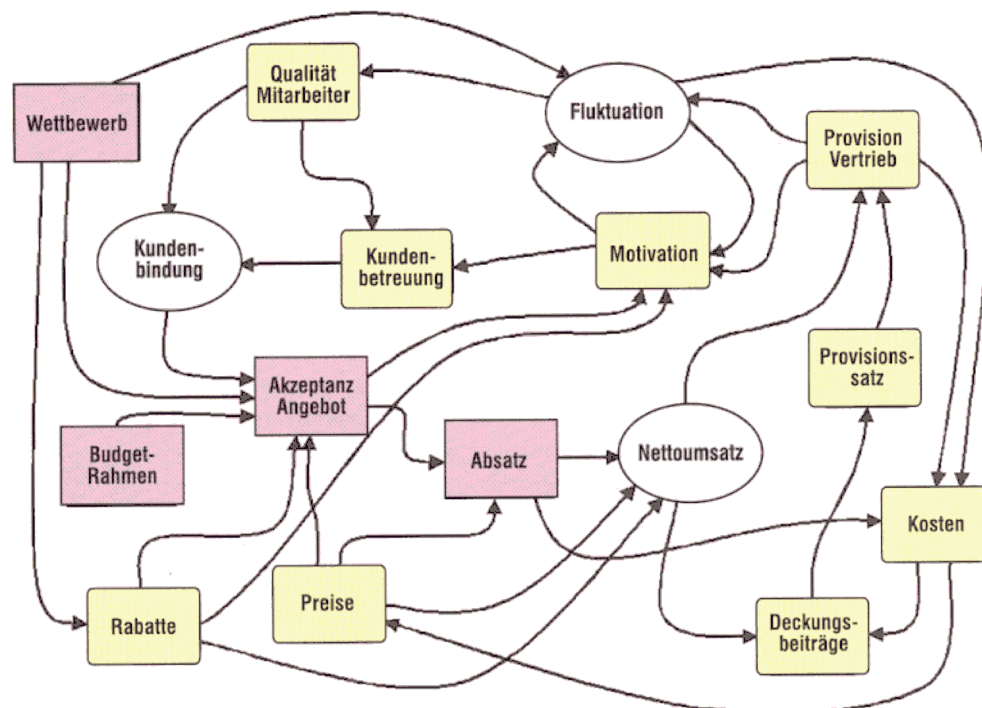 Qualität
Mitarbeiter
Fluktuation
Wettbewerb
Provision
Vertrieb
Kunden-
bindung
Kunden-
betreuung
Motivation
Akzeptanz
Angebot
Provisions-
satz
Budget-
Rahmen
Absatz
Nettoumsatz
Kosten
Rabatte
Preise
Deckungs-
beiträge